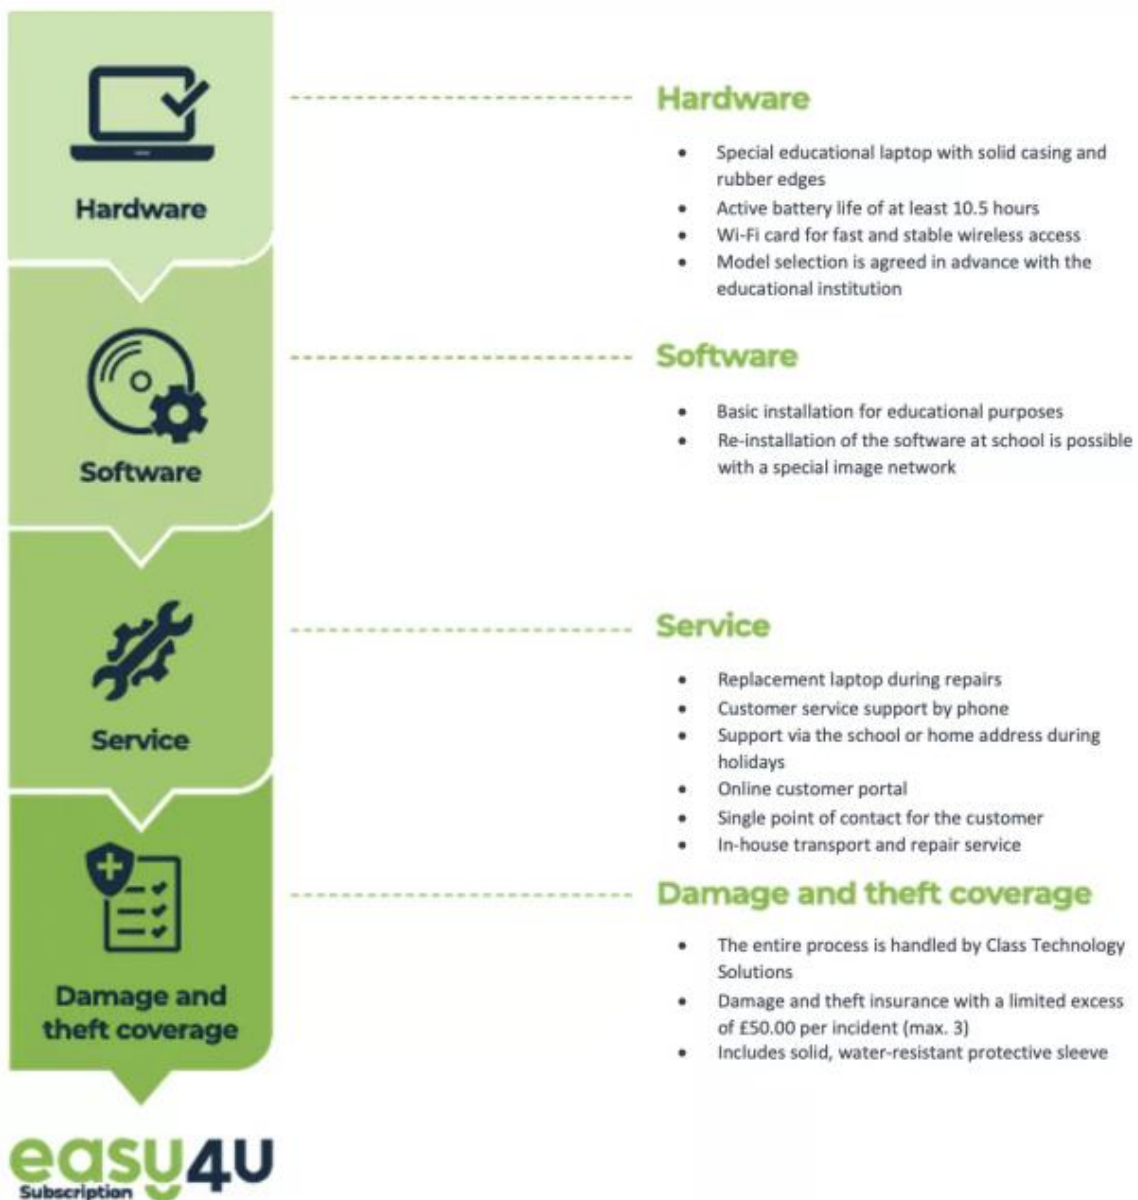 Hardware
Hardware
• Special educational laptop with solid casing and
rubber edges
• Active battery life of at least 10.5 hours
• Wi-Fi card for fast and stable wireless access
• Model selection is agreed in advance with the
educational institution
Software
Software
• Basic installation for educational purposes
• Re-installation of the software at school is possible
with a special image network
Service
Service
• Replacement laptop during repairs
• Customer service support by phone
• Support via the school or home address during
holidays
• Online customer portal
• Single point of contact for the customer
• In-house transport and repair service
Damage and
theft coverage
Damage and theft coverage
• The entire process is handled by Class Technology
Solutions
• Damage and theft insurance with a limited excess
of £50.00 per incident (max. 3)
• Includes solid, water-resistant protective sleeve
easy4U
Subscription